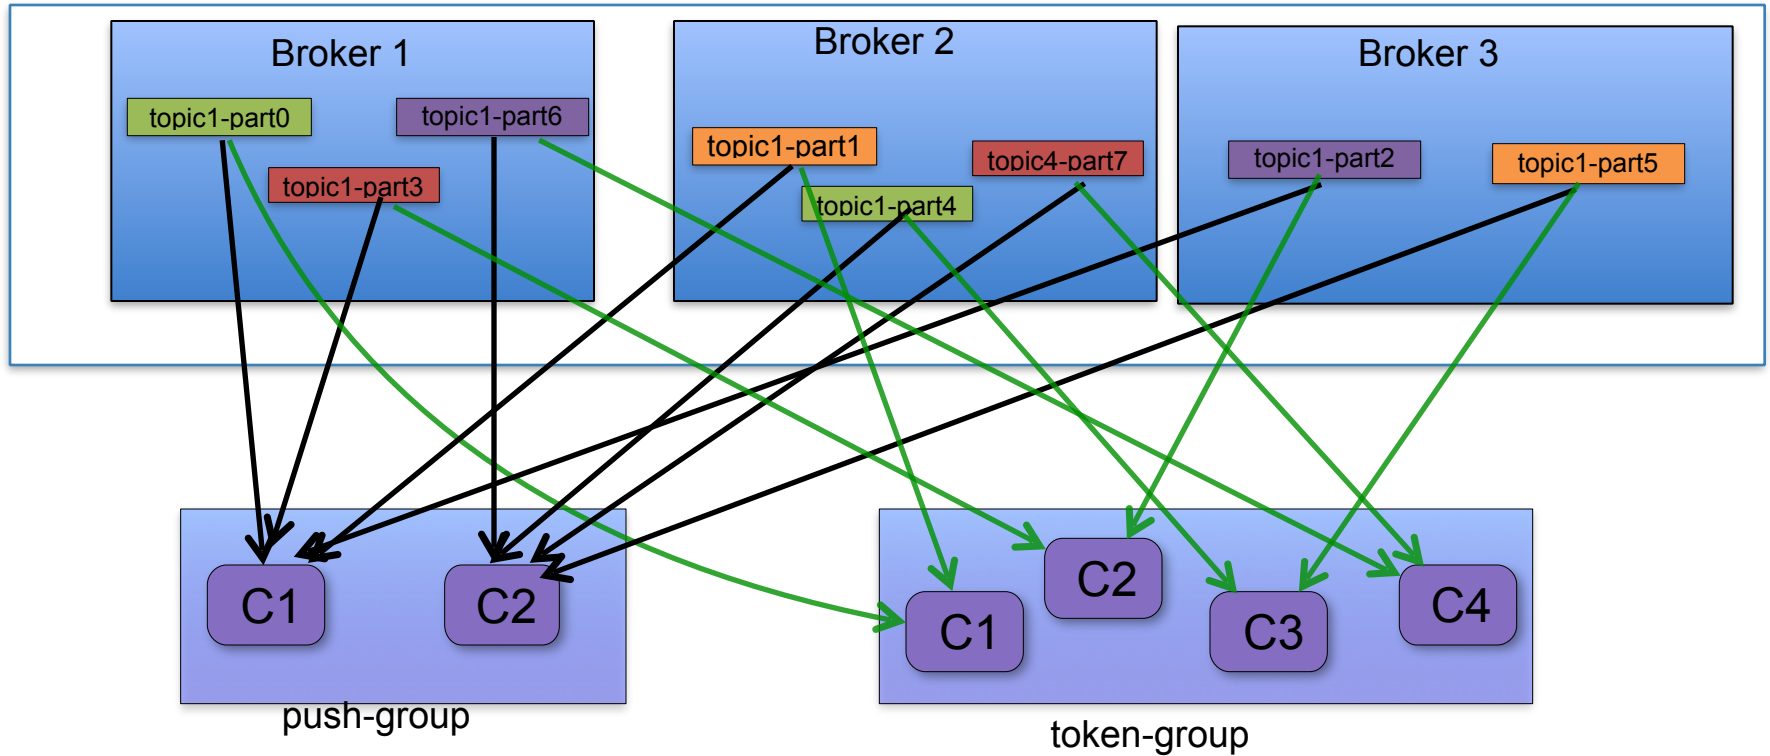 Broker 1
Broker 2
Broker 3
topic1-part0
topic1-part6
topic1-part3
topic1-part1
topic4-part7
topic1-part4
topic1-part2
topic1-part5
C1
C2
C1
C2
C3
C4
push-group
token-group